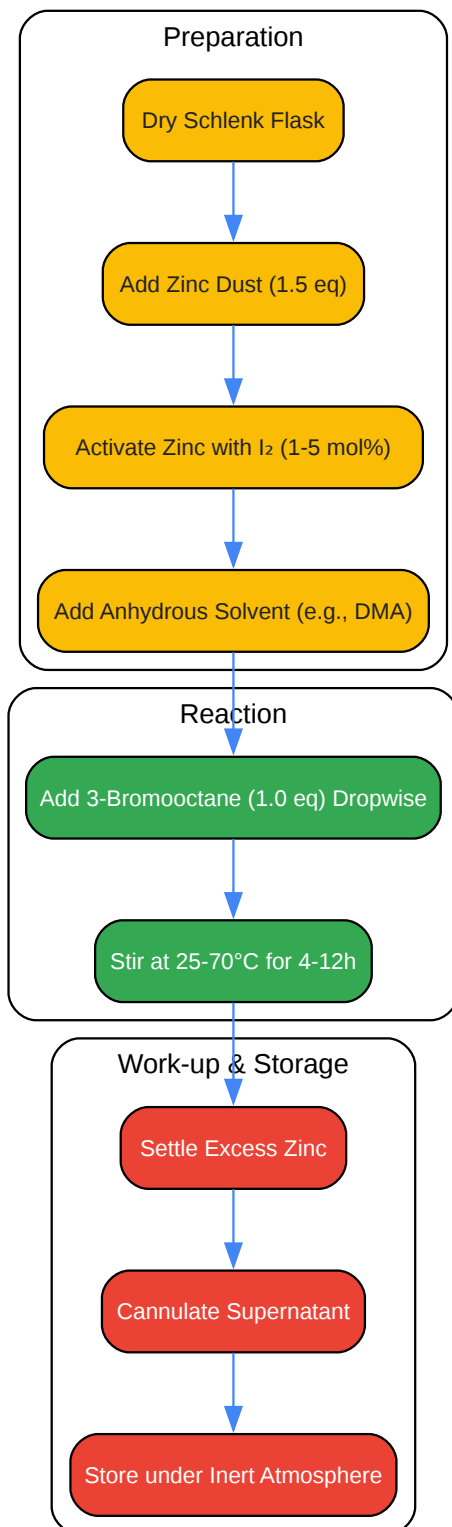 Preparation
Dry Schlenk Flask
Add Zinc Dust (1.5 eq)
Activate Zinc with I₂ (1-5 mol%)
Add Anhydrous Solvent (e.g., DMA)
Reaction
Add 3-Bromooctane (1.0 eq) Dropwise
Stir at 25-70°C for 4-12h
Work-up & Storage
Settle Excess Zinc
Cannulate Supernatant
Store under Inert Atmosphere